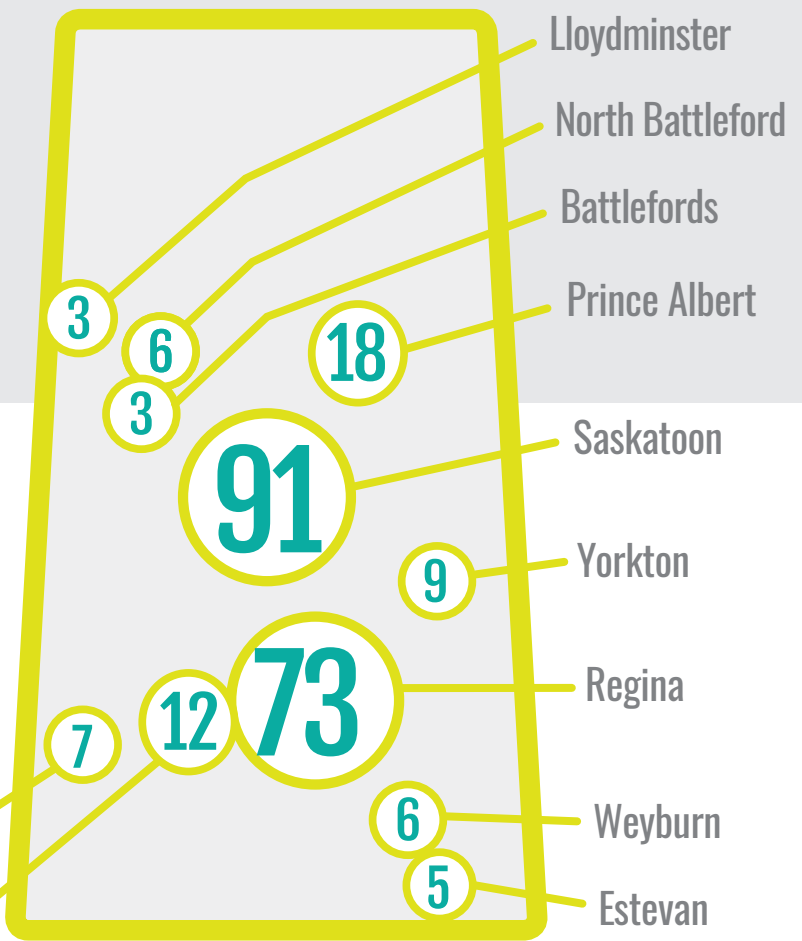 Lloydminster
North Battleford
Battlefords
Prince Albert
3
6
18
3
Saskatoon
91
Yorkton
9
Regina
73
12
7
Weyburn
6
5
Estevan